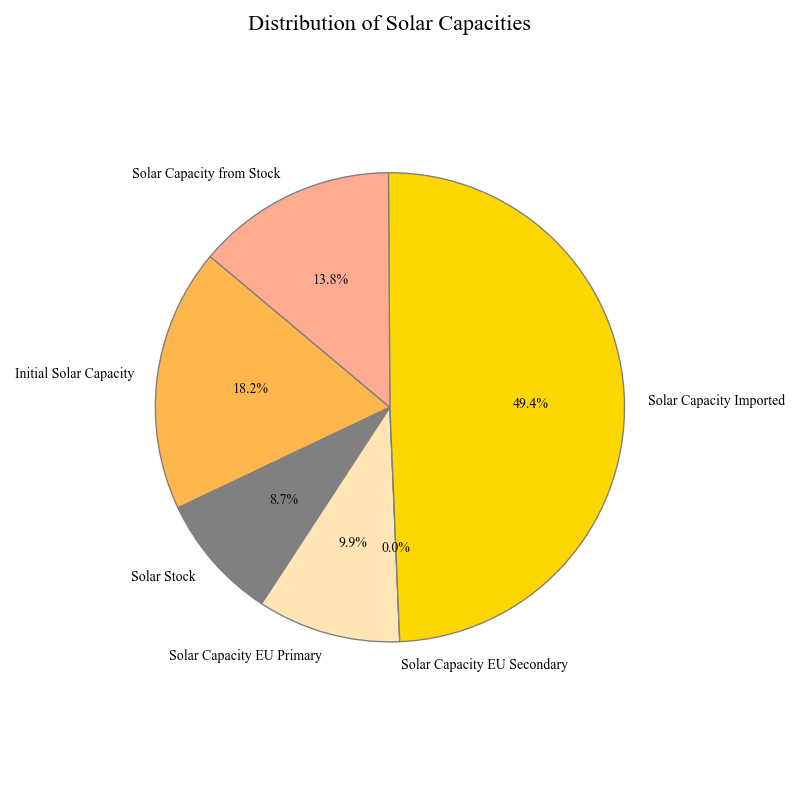 Distribution of Solar Capacities
Solar Capacity from Stock
13.8%
Initial Solar Capacity
18.2%
49.4%
Solar Capacity Imported
8.7%
9.9%
0.0%
Solar Stock
Solar Capacity EU Primary
Solar Capacity EU Secondary